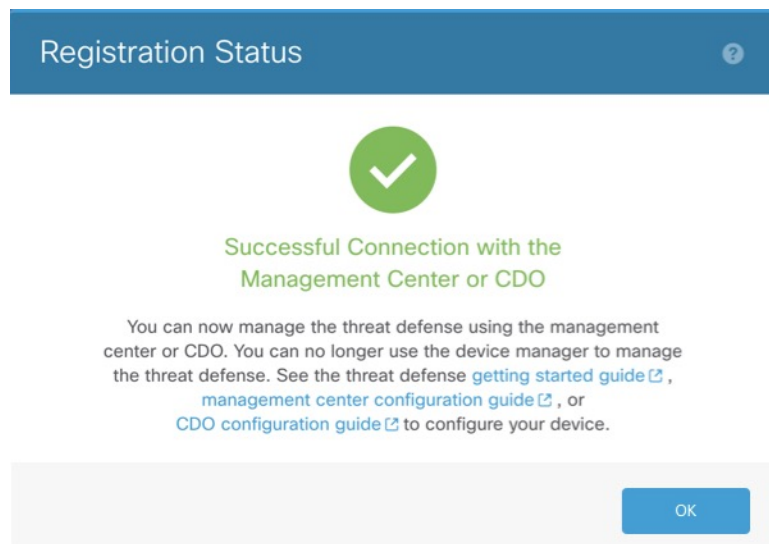 Registration Status
?
Successful Connection with the
Management Center or CDO
You can now manage the threat defense using the management
center or CDO. You can no longer use the device manager to manage
the threat defense. See the threat defense getting started guide ,
management center configuration guide , or
CDO configuration guide to configure your device.
OK